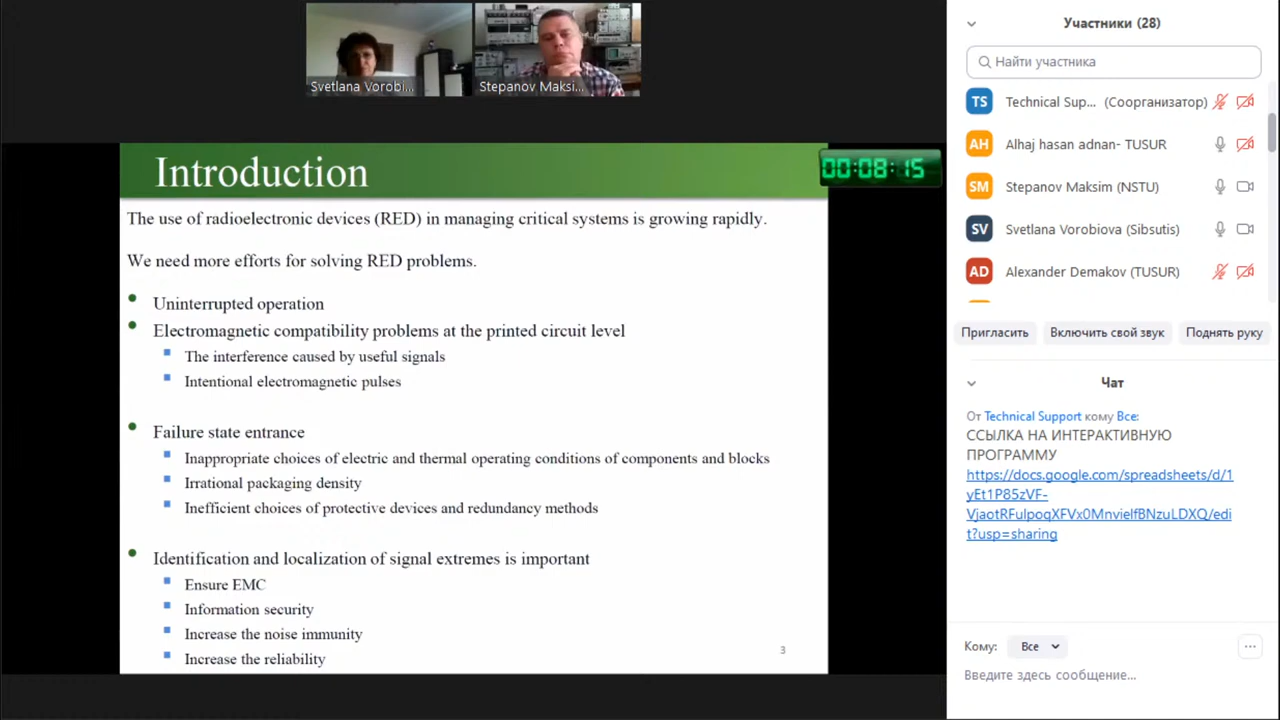 Svetlana Vorobi...
Stepanov Maksi...
Introduction
00:08:15
The use of radioelectronic devices (RED) in managing critical systems is growing rapidly.
We need more efforts for solving RED problems.
Uninterrupted operation
Electromagnetic compatibility problems at the printed circuit level
The interference caused by useful signals
Intentional electromagnetic pulses
Failure state entrance
Inappropriate choices of electric and thermal operating conditions of components and blocks
Irrational packaging density
Inefficient choices of protective devices and redundancy methods
Identification and localization of signal extremes is important
Ensure EMC
Information security
Increase the noise immunity
Increase the reliability
3
Участники (28)
Найти участника
TS Technical Sup... (Соорганизатор)
AH Alhaj hasan adnan- TUSUR
SM Stepanov Maksim (NSTU)
SV Svetlana Vorobiova (Sibsutis)
AD Alexander Demakov (TUSUR)
Пригласить Включить свой звук Поднять руку
Чат
От Technical Support кому Все:
ССЫЛКА НА ИНТЕРАКТИВНУЮ
ПРОГРАММУ
https://docs.google.com/spreadsheets/d/1
yEt1P85zVF-
VjaotRFulpoqXFVx0MnvielfBNzuLDXQ/edi
t?usp=sharing
Кому: Все
Введите здесь сообщение...